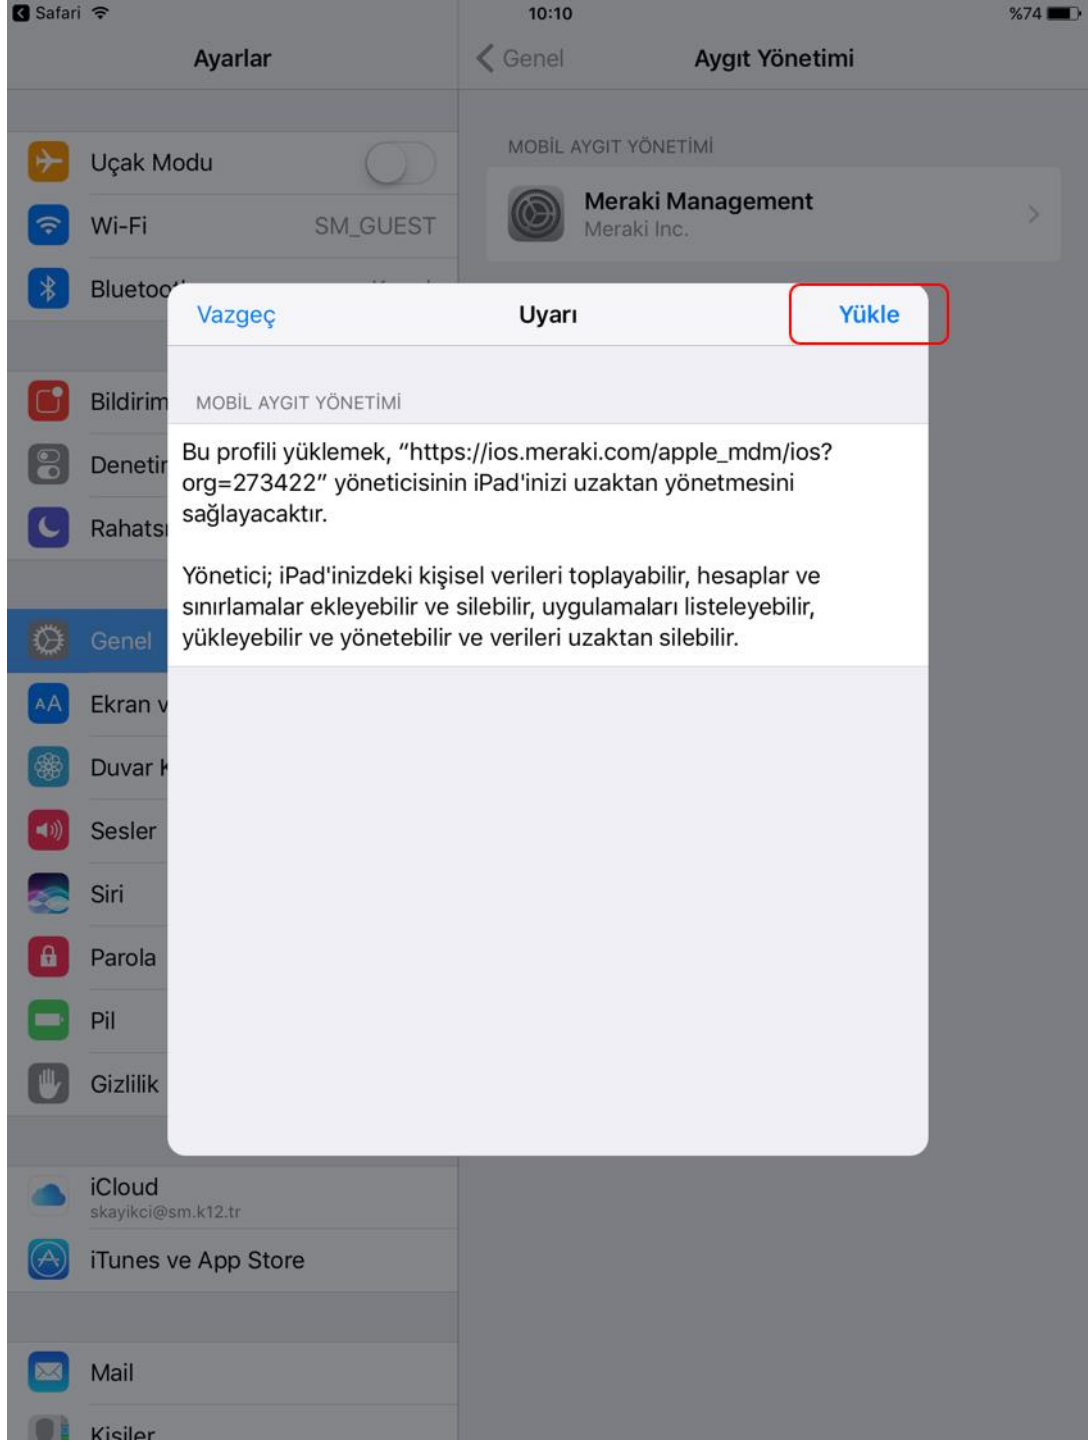 Safari
10:10
%74
Ayarlar
Genel
Aygıt Yönetimi
Uçak Modu
Wi-Fi
SM_GUEST
MOBİL AYGIT YÖNETİMİ
Meraki Management
Meraki Inc.
Vazgeç
Uyarı
Yükle
MOBİL AYGIT YÖNETİMİ
Bu profili yüklemek, “https://ios.meraki.com/apple_mdm/ios?
org=273422” yöneticisinin iPad'inizi uzaktan yönetmesini
sağlayacaktır.
Yönetici; iPad'inizdeki kişisel verileri toplayabilir, hesaplar ve
sınırlamalar ekleyebilir ve silebilir, uygulamaları listeleyebilir,
yükleyebilir ve yönetebilir ve verileri uzaktan silebilir.
Bildirim
Genel
Ekran
Duvar
Sesler
Siri
Parola
Pil
Gizlilik
iCloud
skayikci@sm.k12.tr
iTunes ve App Store
Mail
Kişiler